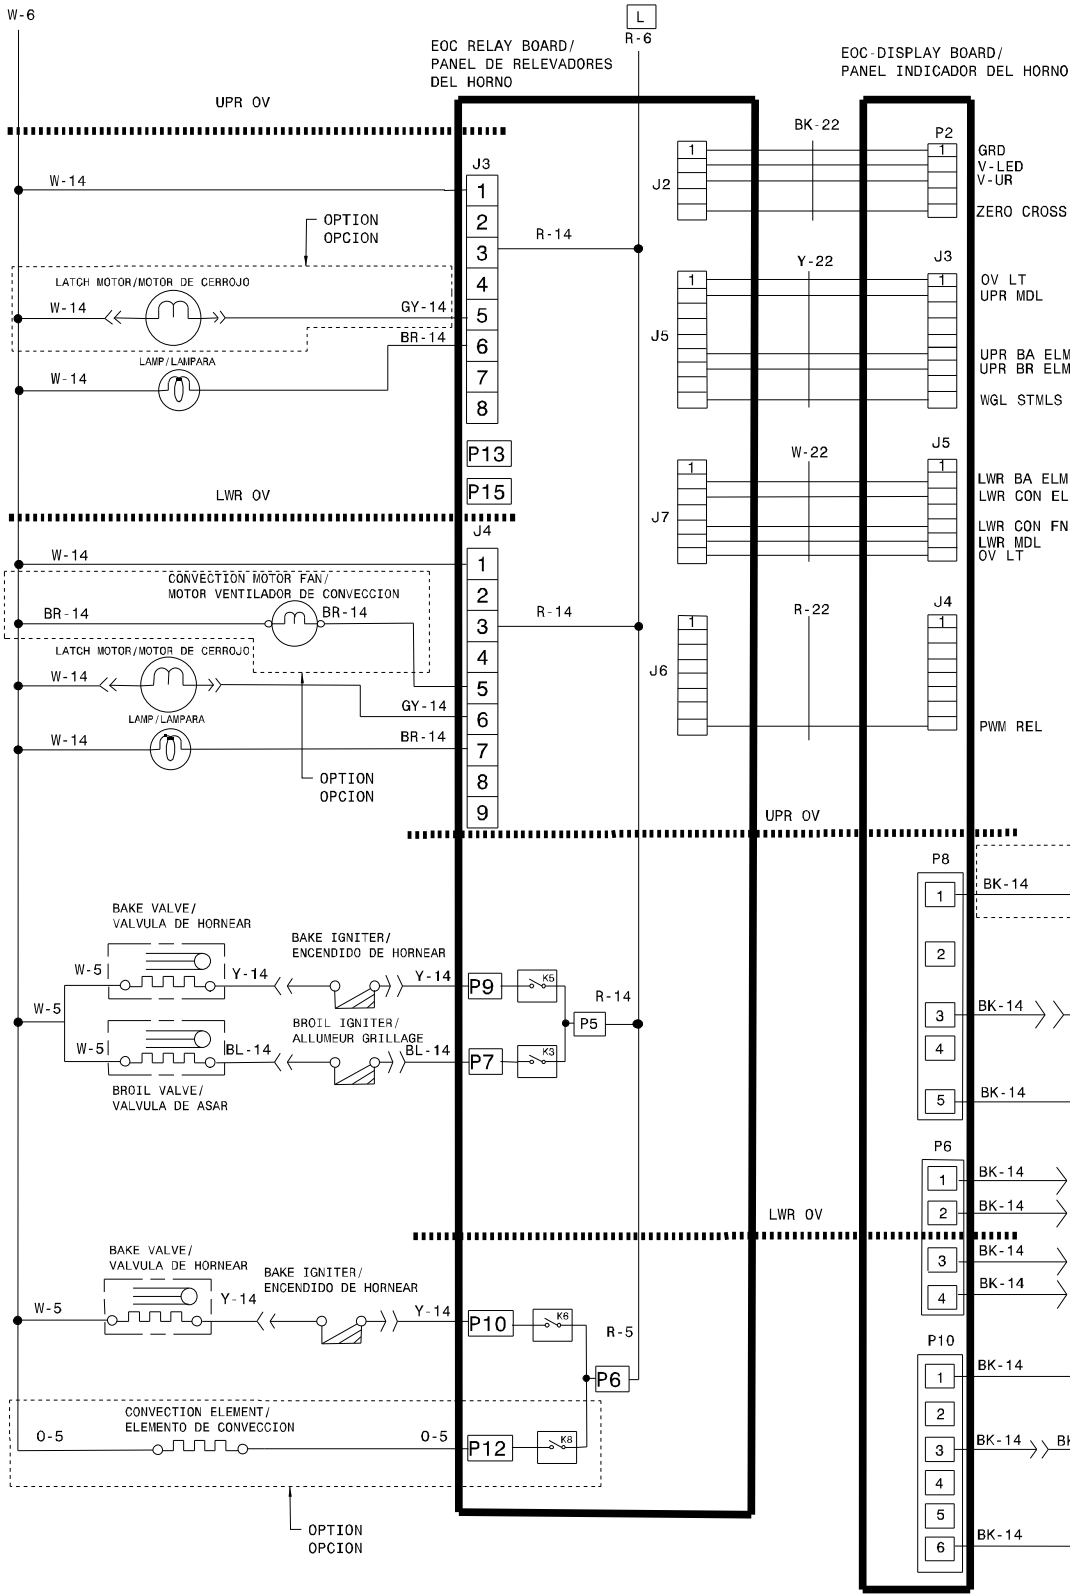 W-6
L
R-6
EOC RELAY BOARD/
PANEL DE RELEVADORES
DEL HORNO
EOC-DISPLAY BOARD/
PANEL INDICADOR DEL HORNO
UPR OV
J3
W-14
1
2
3
4
5
6
7
8
R-14
OPTION
OPCION
LATCH MOTOR/MOTOR DE CERROJO
W-14
GY-14
BR-14
LAMP/LAMPARA
W-14
P13
P15
LWR OV
J4
W-14
1
2
3
4
5
6
7
8
9
R-14
CONVECTION MOTOR FAN/
MOTOR VENTILADOR DE CONVECCION
BR-14
BR-14
LATCH MOTOR/MOTOR DE CERROJO
W-14
GY-14
LAMP/LAMPARA
W-14
BR-14
OPTION
OPCION
BK-22
J2
1
P2
1
GRD
V-LED
V-UR
ZERO CROSS
Y-22
J5
1
J3
1
OV LT
UPR MDL
UPR BA ELM
UPR BR ELM
WGL STMLS
W-22
J7
1
J5
1
LWR BA ELM
LWR CON EL
LWR CON FN
LWR MDL
OV LT
R-22
J6
1
J4
1
PWM REL
UPR OV
P8
1
BK-14
2
3
BK-14
4
5
BK-14
BAKE VALVE/
VALVULA DE HORNEAR
BAKE IGNITER/
ENCENDIDO DE HORNEAR
W-5
Y-14
Y-14
P9
K5
W-5
R-14
P5
BROIL IGNITER/
ALLUMEUR GRILLAGE
W-5
BL-14
BL-14
P7
K3
BROIL VALVE/
VALVULA DE ASAR
P6
1
BK-14
2
BK-14
LWR OV
3
BK-14
4
BK-14
BAKE VALVE/
VALVULA DE HORNEAR
BAKE IGNITER/
ENCENDIDO DE HORNEAR
W-5
Y-14
Y-14
P10
K6
R-5
P6
P10
1
BK-14
2
3
BK-14
BK
4
5
6
BK-14
CONVECTION ELEMENT/
ELEMENTO DE CONVECCION
O-5
O-5
P12
K8
OPTION
OPCION